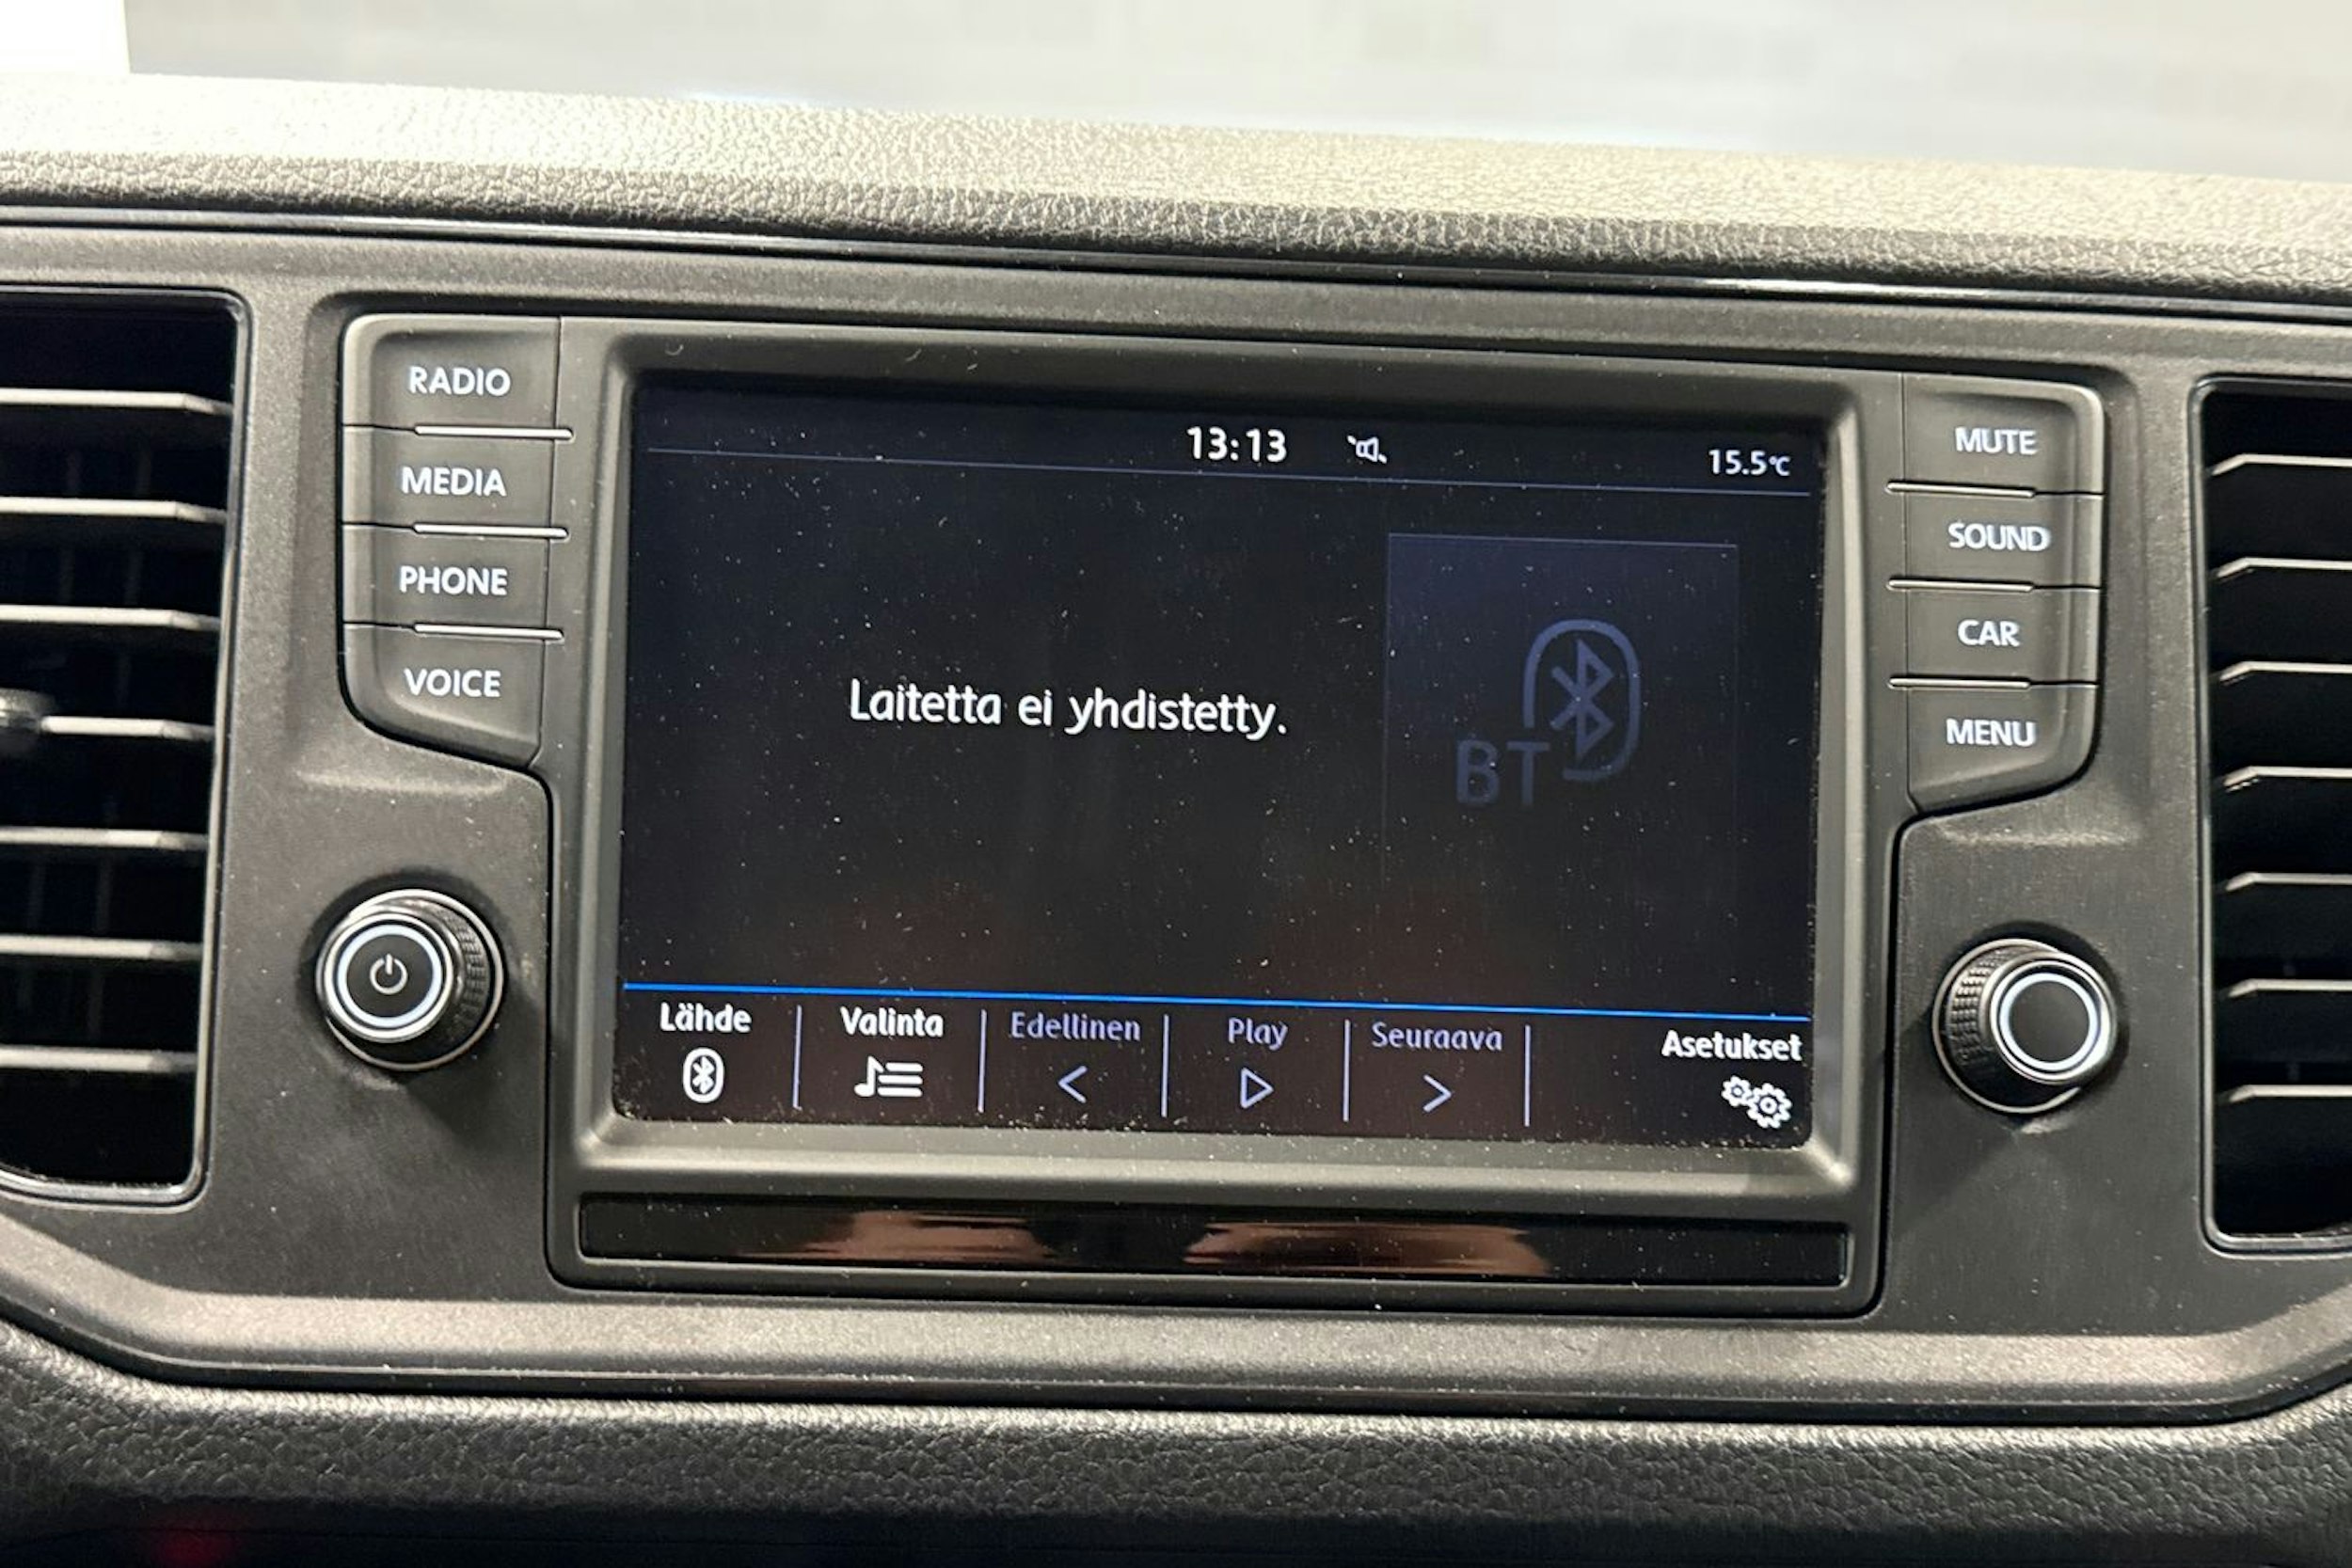 RADIO
MEDIA
PHONE
VOICE
13:13
15.5°C
Laitetta ei yhdistetty.
BT
Lähde
Valinta
Edellinen
Play
Seuraava
Asetukset
MUTE
SOUND
CAR
MENU